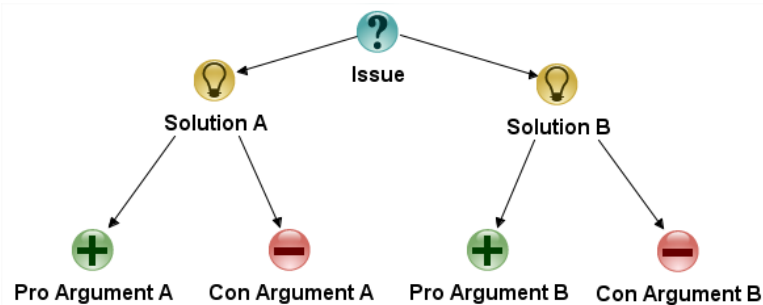 ?
Issue
Solution A
Solution B
Pro Argument A
Con Argument A
Pro Argument B
Con Argument B